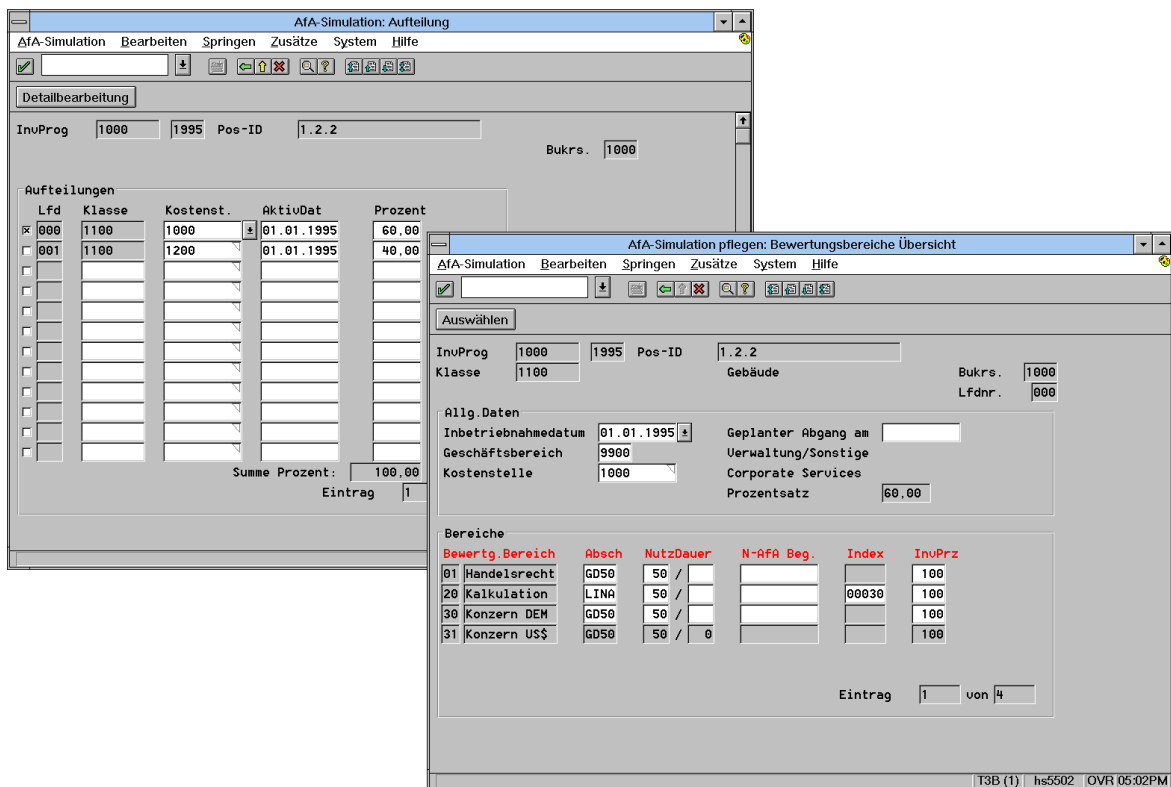 AfA-Simulation: Aufteilung
AfA-Simulation Bearbeiten Springen Zusätze System Hilfe
Detailbearbeitung
InvProg 1000 1995 Pos-ID 1.2.2
Bukrs. 1000
Aufteilungen
Lfd Klasse Kostenst. AktivDat Prozent
000 1100 1000 01.01.1995 60,00
001 1100 1200 01.01.1995 40,00
Summe Prozent: 100,00
Eintrag 1
AfA-Simulation pflegen: Bewertungsbereiche Übersicht
AfA-Simulation Bearbeiten Springen Zusätze System Hilfe
Auswählen
InvProg 1000 1995 Pos-ID 1.2.2
Klasse 1100 Gebäude Bukrs. 1000
Lfdnr. 000
Allg.Daten
Inbetriebnahmedatum 01.01.1995 Geplanter Abgang am
Geschäftsbereich 9900 Verwaltung/Sonstige
Kostenstelle 1000 Corporate Services
Prozentsatz 60,00
Bereiche
Bewertg.Bereich Absch NutzDauer N-AfA Beg. Index InvPrz
01 Handelsrecht GD50 50 / 100
20 Kalkulation LINA 50 / 00030 100
30 Konzern DEM GD50 50 / 100
31 Konzern US$ GD50 50 / 0 100
Eintrag 1 von 4
T3B (1) hs5502 OVR 05:02PM